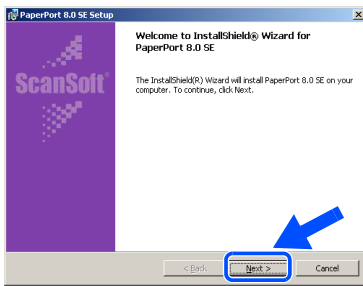 PaperPort 8.0 SE Setup
Welcome to InstallShield® Wizard for
PaperPort 8.0 SE
ScanSoft®
The InstallShield(R) Wizard will install PaperPort 8.0 SE on your
computer. To continue, click Next.
< Back
Next >
Cancel